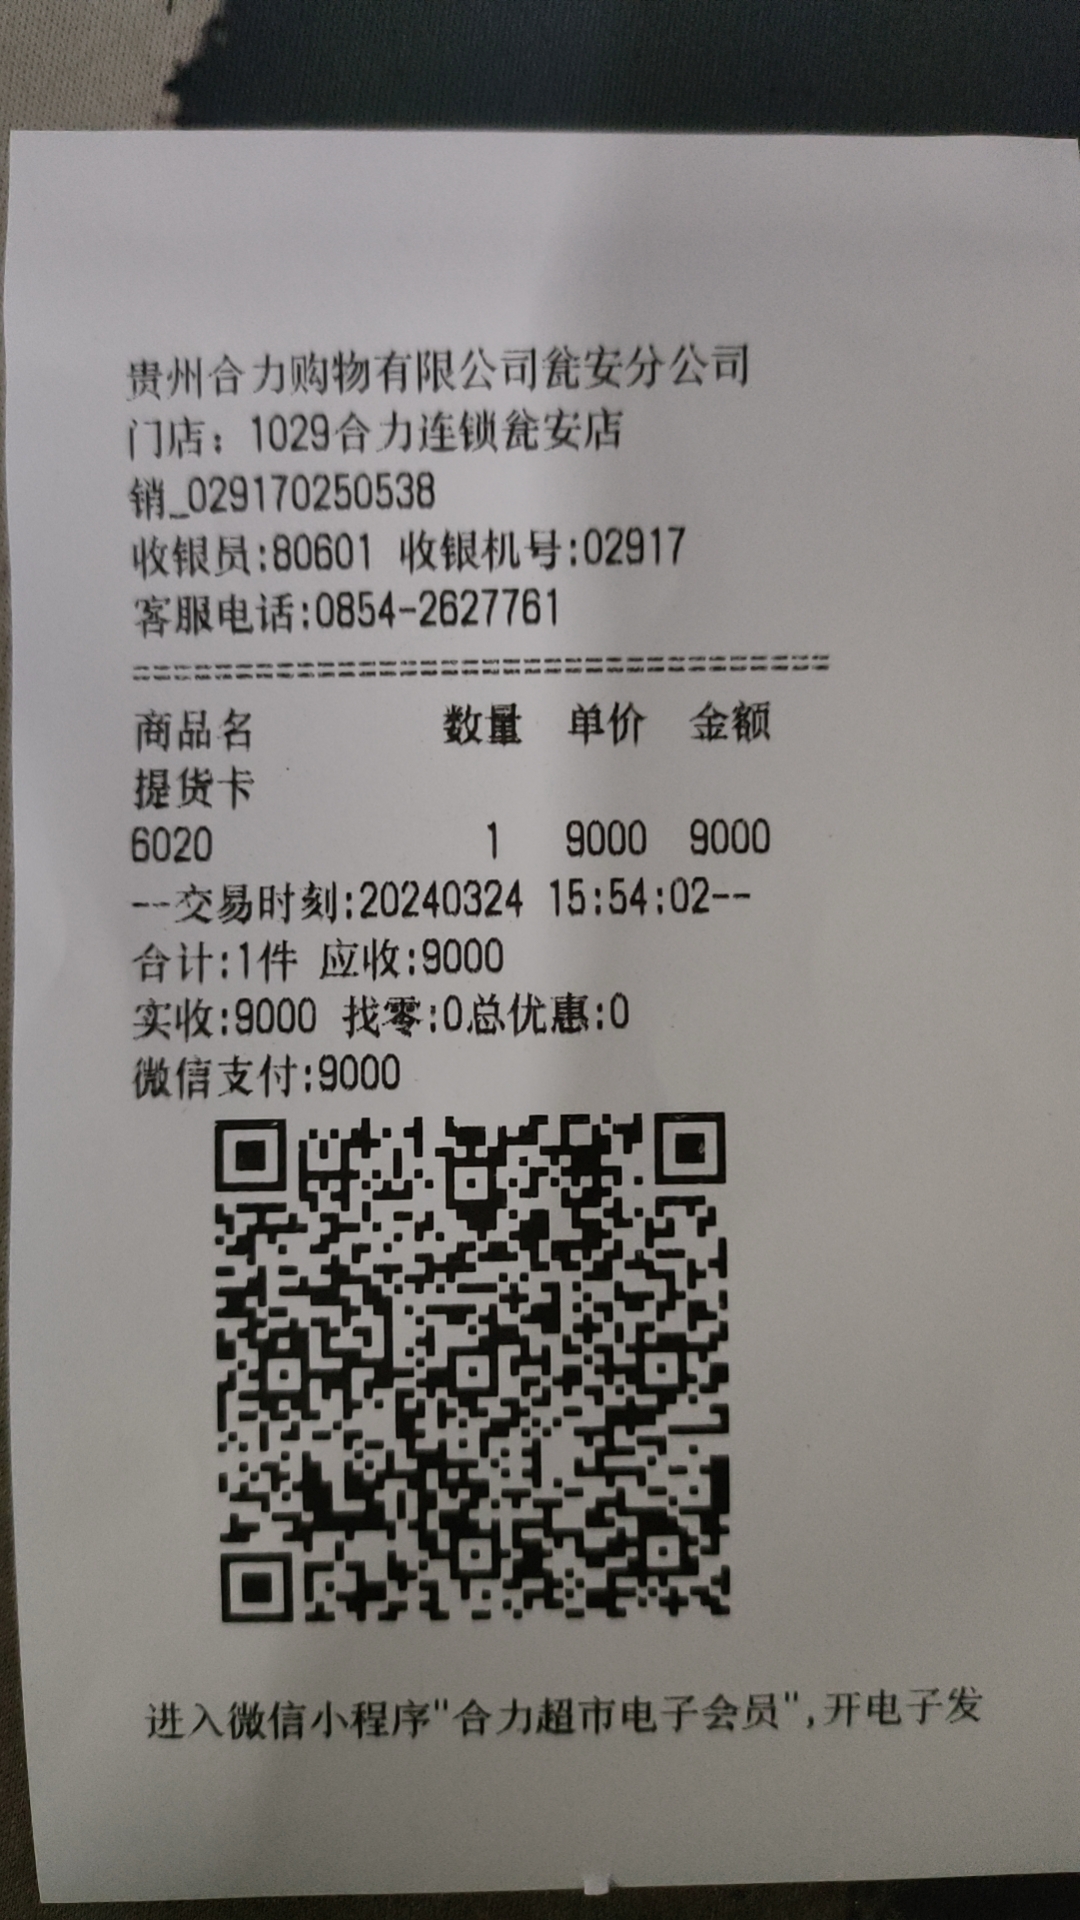 贵州合力购物有限公司瓮安分公司
门店：1029合力连锁瓮安店
销_029170250538
收银员:80601 收银机号:02917
客服电话:0854-2627761
==================================
商品名 数量 单价 金额
提货卡
6020 1 9000 9000
--交易时刻:20240324 15:54:02--
合计:1件 应收:9000
实收:9000 找零:0总优惠:0
微信支付:9000
进入微信小程序"合力超市电子会员",开电子发